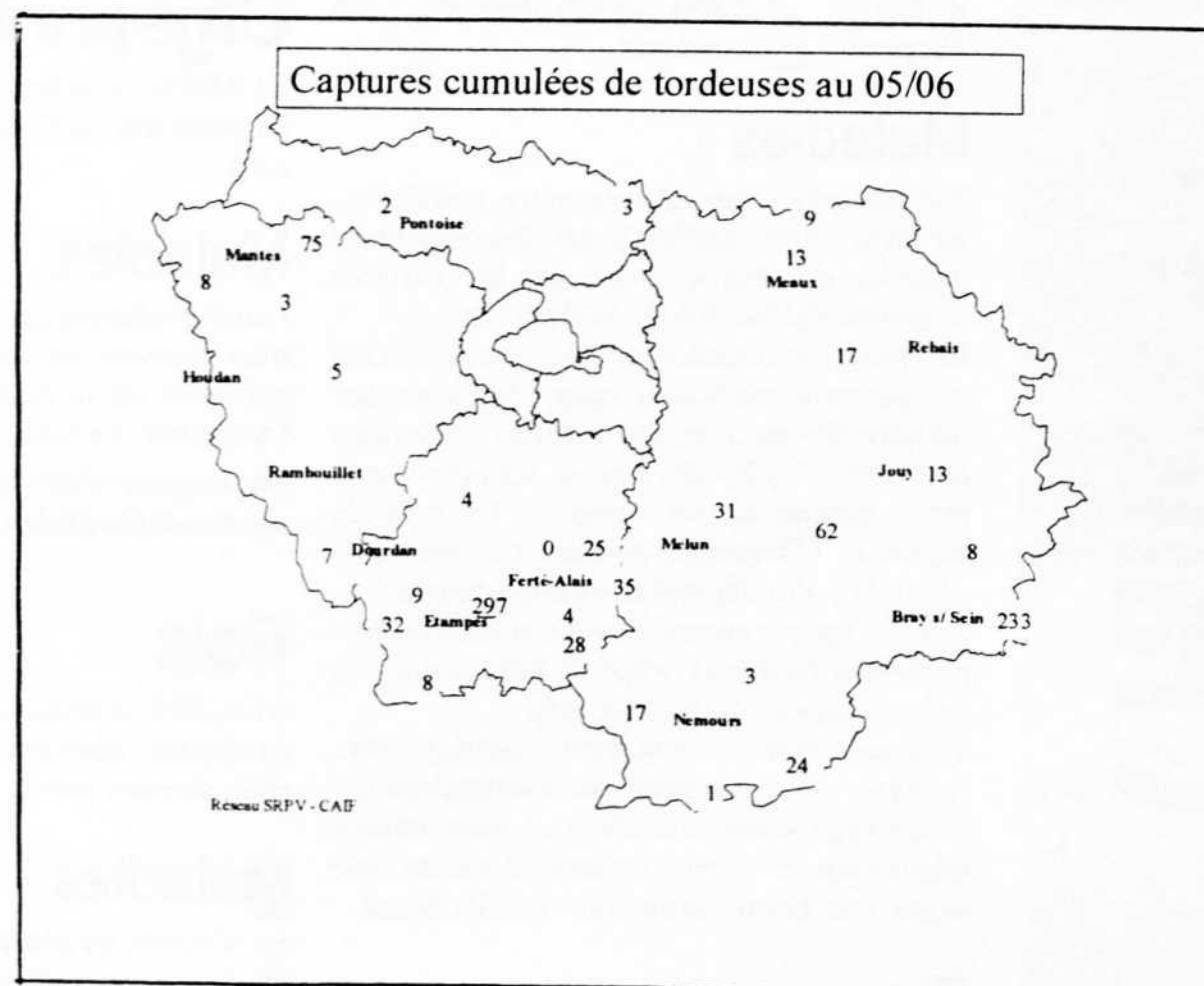 Captures cumulées de tordeuses au 05/06
2
3
9
Pontoise
75
13
Mantes
8
3
Meaux
17
Rebais
Houdan
5
Rambouillet
Jouy 13
4
31
62
Dourdan
0
25
Melun
8
7
7
Ferté-Alais
35
9
297
4
Etampes
32
Bray s/ Sein 233
28
8
3
17
Nemours
24
1
Réseau SRPV - CAIF